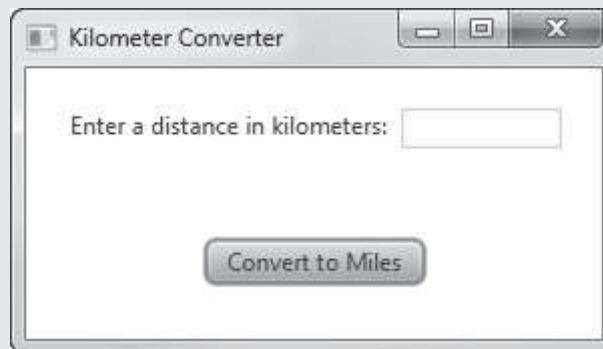 Kilometer Converter
Enter a distance in kilometers:
Convert to Miles